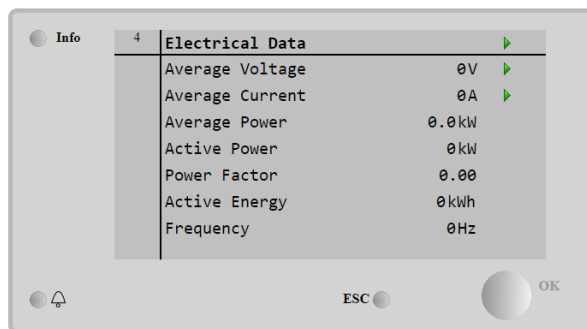 Info
4 Electrical Data
Average Voltage 0V
Average Current 0A
Average Power 0.0kW
Active Power 0kW
Power Factor 0.00
Active Energy 0kWh
Frequency 0Hz
ESC
OK